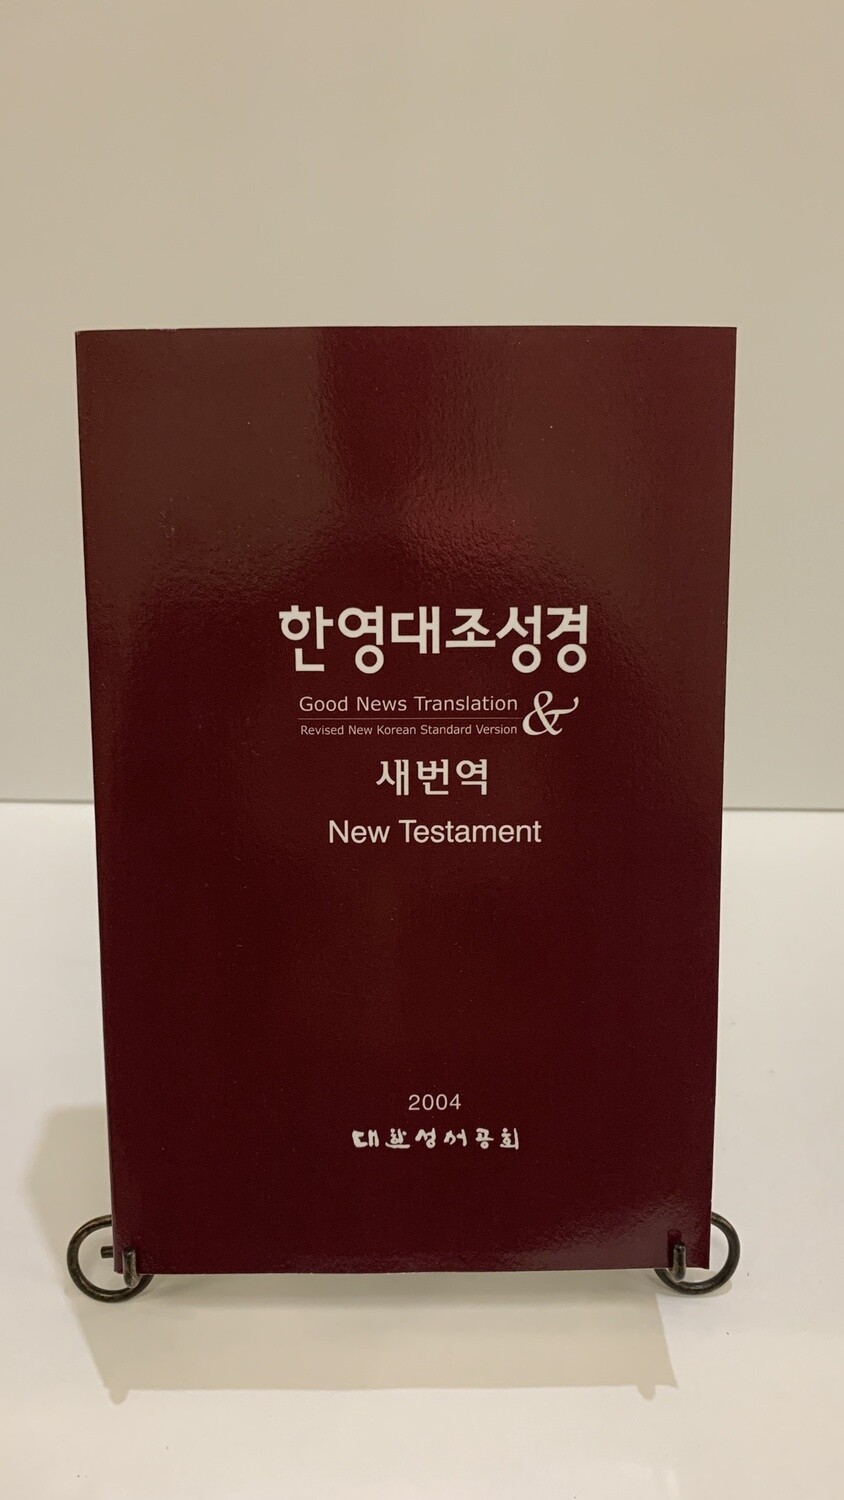 한영대조성경
Good News Translation &
Revised New Korean Standard Version
새번역
New Testament
2004
대한성서공회